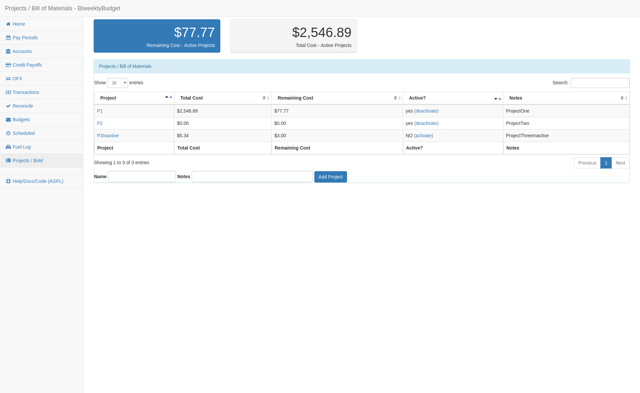 Projects / Bill of Materials - BiweeklyBudget
Home
Pay Periods
Accounts
Credit Payoffs
OFX
Transactions
Reconcile
Budgets
Scheduled
Fuel Log
Projects / BoM
Help/Docs/Code (AGPL)
$77.77
Remaining Cost - Active Projects
$2,546.89
Total Cost - Active Projects
Projects / Bill of Materials
Show 10 entries
Search:
Project Total Cost Remaining Cost Active? Notes
P1 $2,546.89 $77.77 yes (deactivate) ProjectOne
P2 $0.00 $0.00 yes (deactivate) ProjectTwo
P3Inactive $5.34 $3.00 NO (activate) ProjectThreeInactive
Project Total Cost Remaining Cost Active? Notes
Showing 1 to 3 of 3 entries
Previous 1 Next
Name Notes Add Project